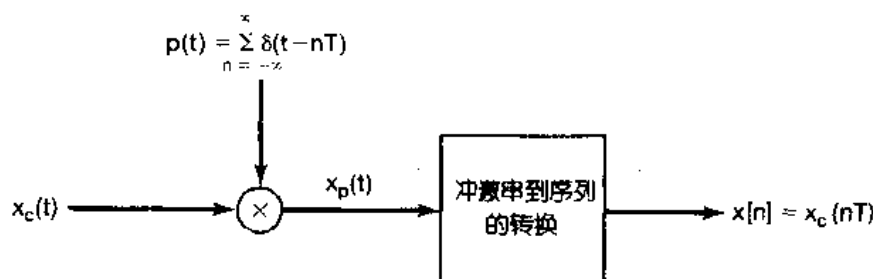 ∞
p(t) = Σ δ(t−nT)
n = −∞
x_c(t)
×
x_p(t)
冲激串到序列
的转换
x[n] = x_c(nT)